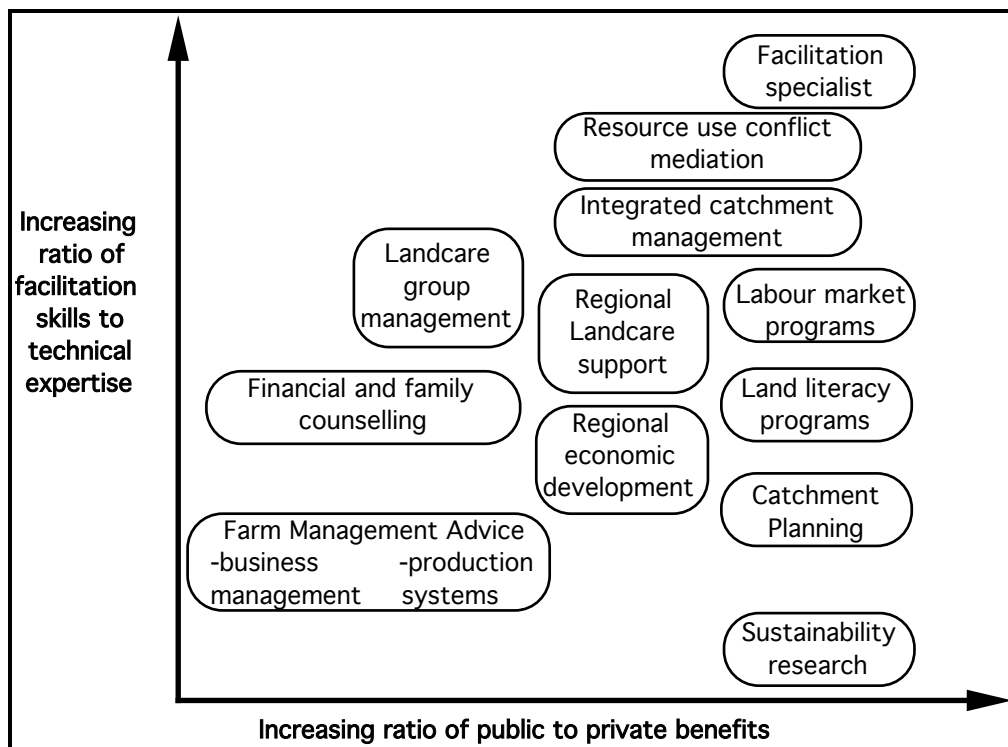 Facilitation
specialist
Resource use conflict
mediation
Integrated catchment
management
Increasing
ratio of
facilitation
skills to
technical
expertise
Landcare
group
management
Regional
Landcare
support
Labour market
programs
Financial and family
counselling
Regional
economic
development
Land literacy
programs
Catchment
Planning
Farm Management Advice
-business -production
management systems
Sustainability
research
Increasing ratio of public to private benefits